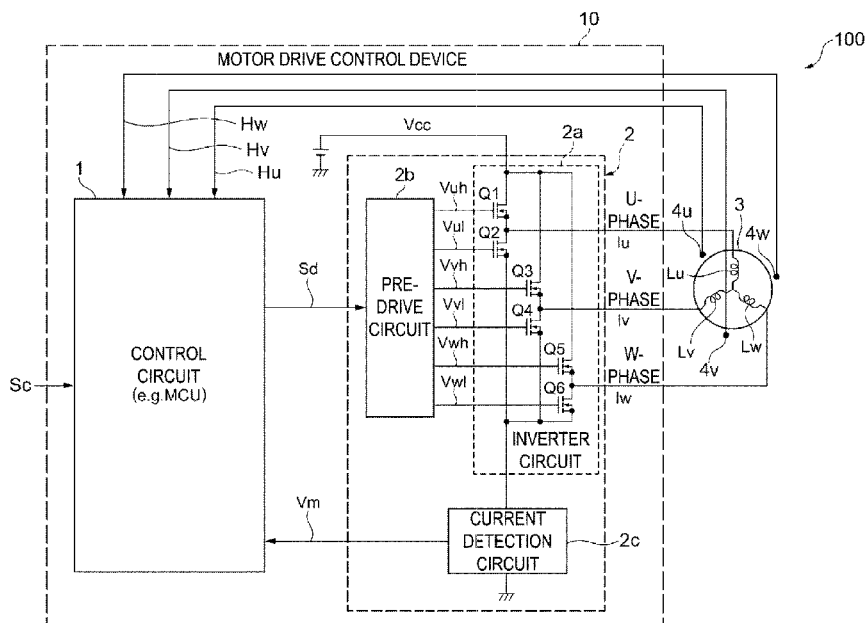 10
100
MOTOR DRIVE CONTROL DEVICE
Hw
Hv
Hu
Vcc
2a
2
1
2b
Vuh
Vul
Vvh
Vvl
Vwh
Vwl
Q1
Q2
Q3
Q4
Q5
Q6
U-
PHASE
Iu
V-
PHASE
Iv
W-
PHASE
Iw
4u
3
4w
Lu
Lv
4v
Lw
Sd
PRE-
DRIVE
CIRCUIT
CONTROL
CIRCUIT
(e.g.MCU)
Sc
INVERTER
CIRCUIT
Vm
CURRENT
DETECTION
CIRCUIT
2c